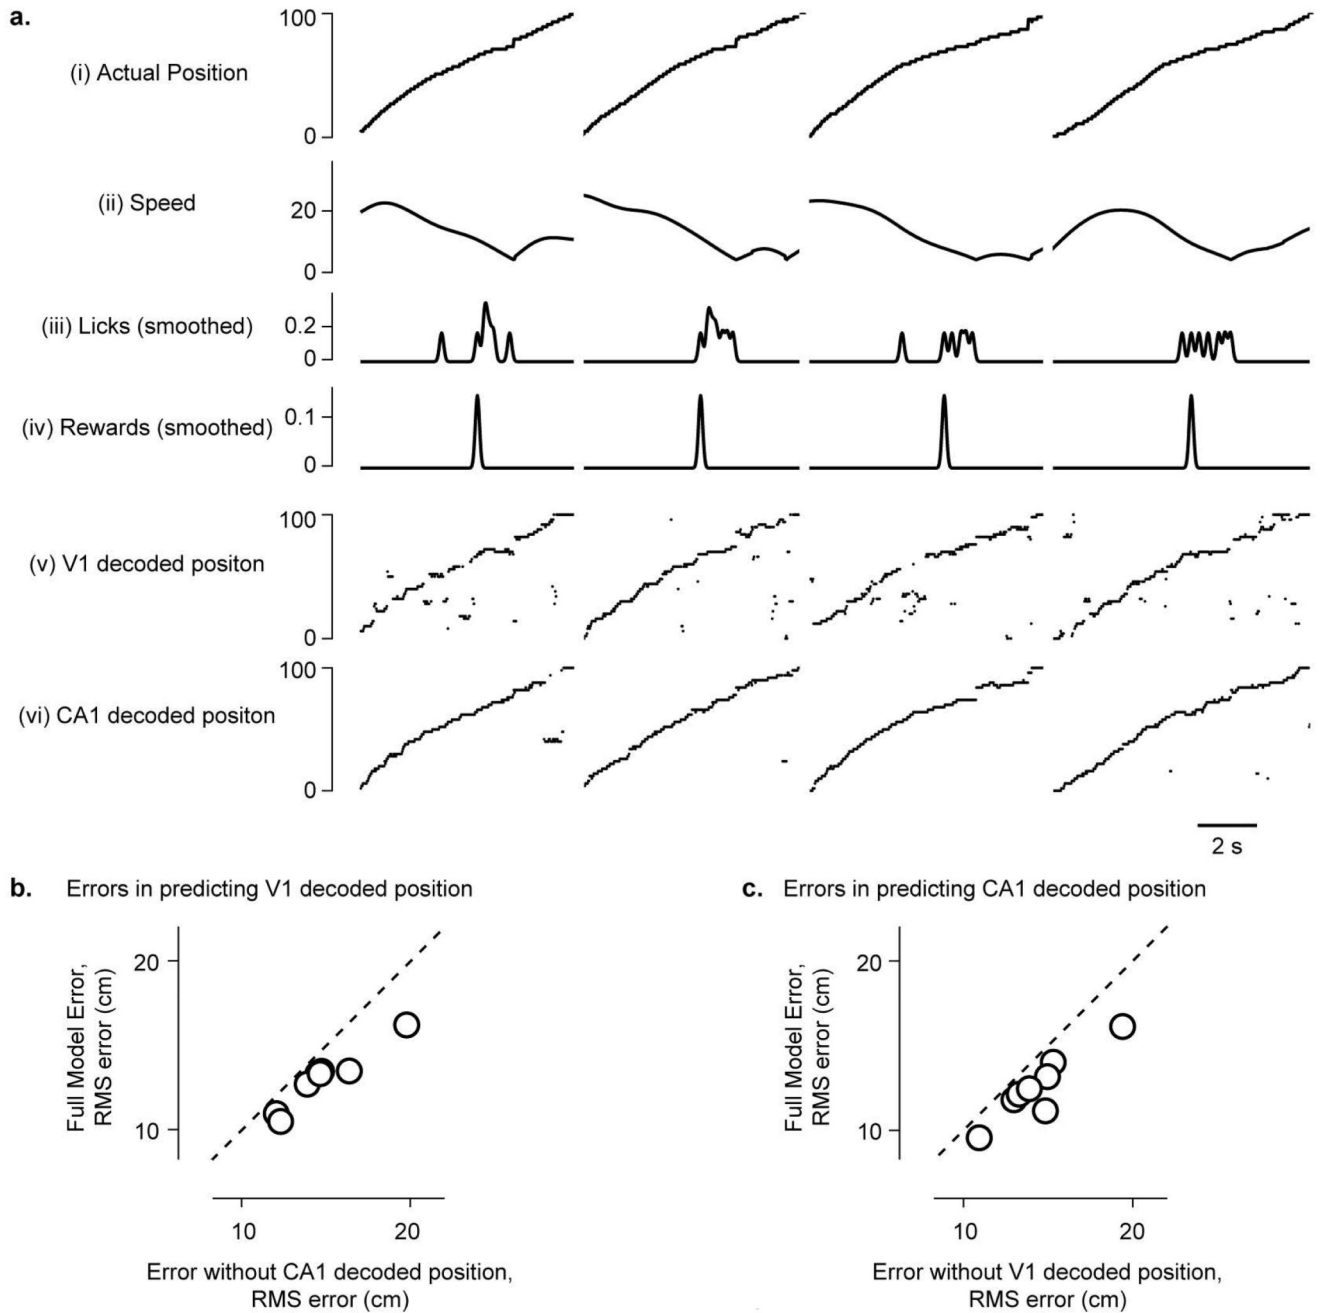 a.
100
(i) Actual Position
0
(ii) Speed
20
0
(iii) Licks (smoothed)
0.2
0
(iv) Rewards (smoothed)
0.1
0
100
(v) V1 decoded positon
0
100
(vi) CA1 decoded positon
0
2 s
b. Errors in predicting V1 decoded position
Full Model Error,
RMS error (cm)
20
10
10 20
Error without CA1 decoded position,
RMS error (cm)
c. Errors in predicting CA1 decoded position
Full Model Error,
RMS error (cm)
20
10
10 20
Error without V1 decoded position,
RMS error (cm)